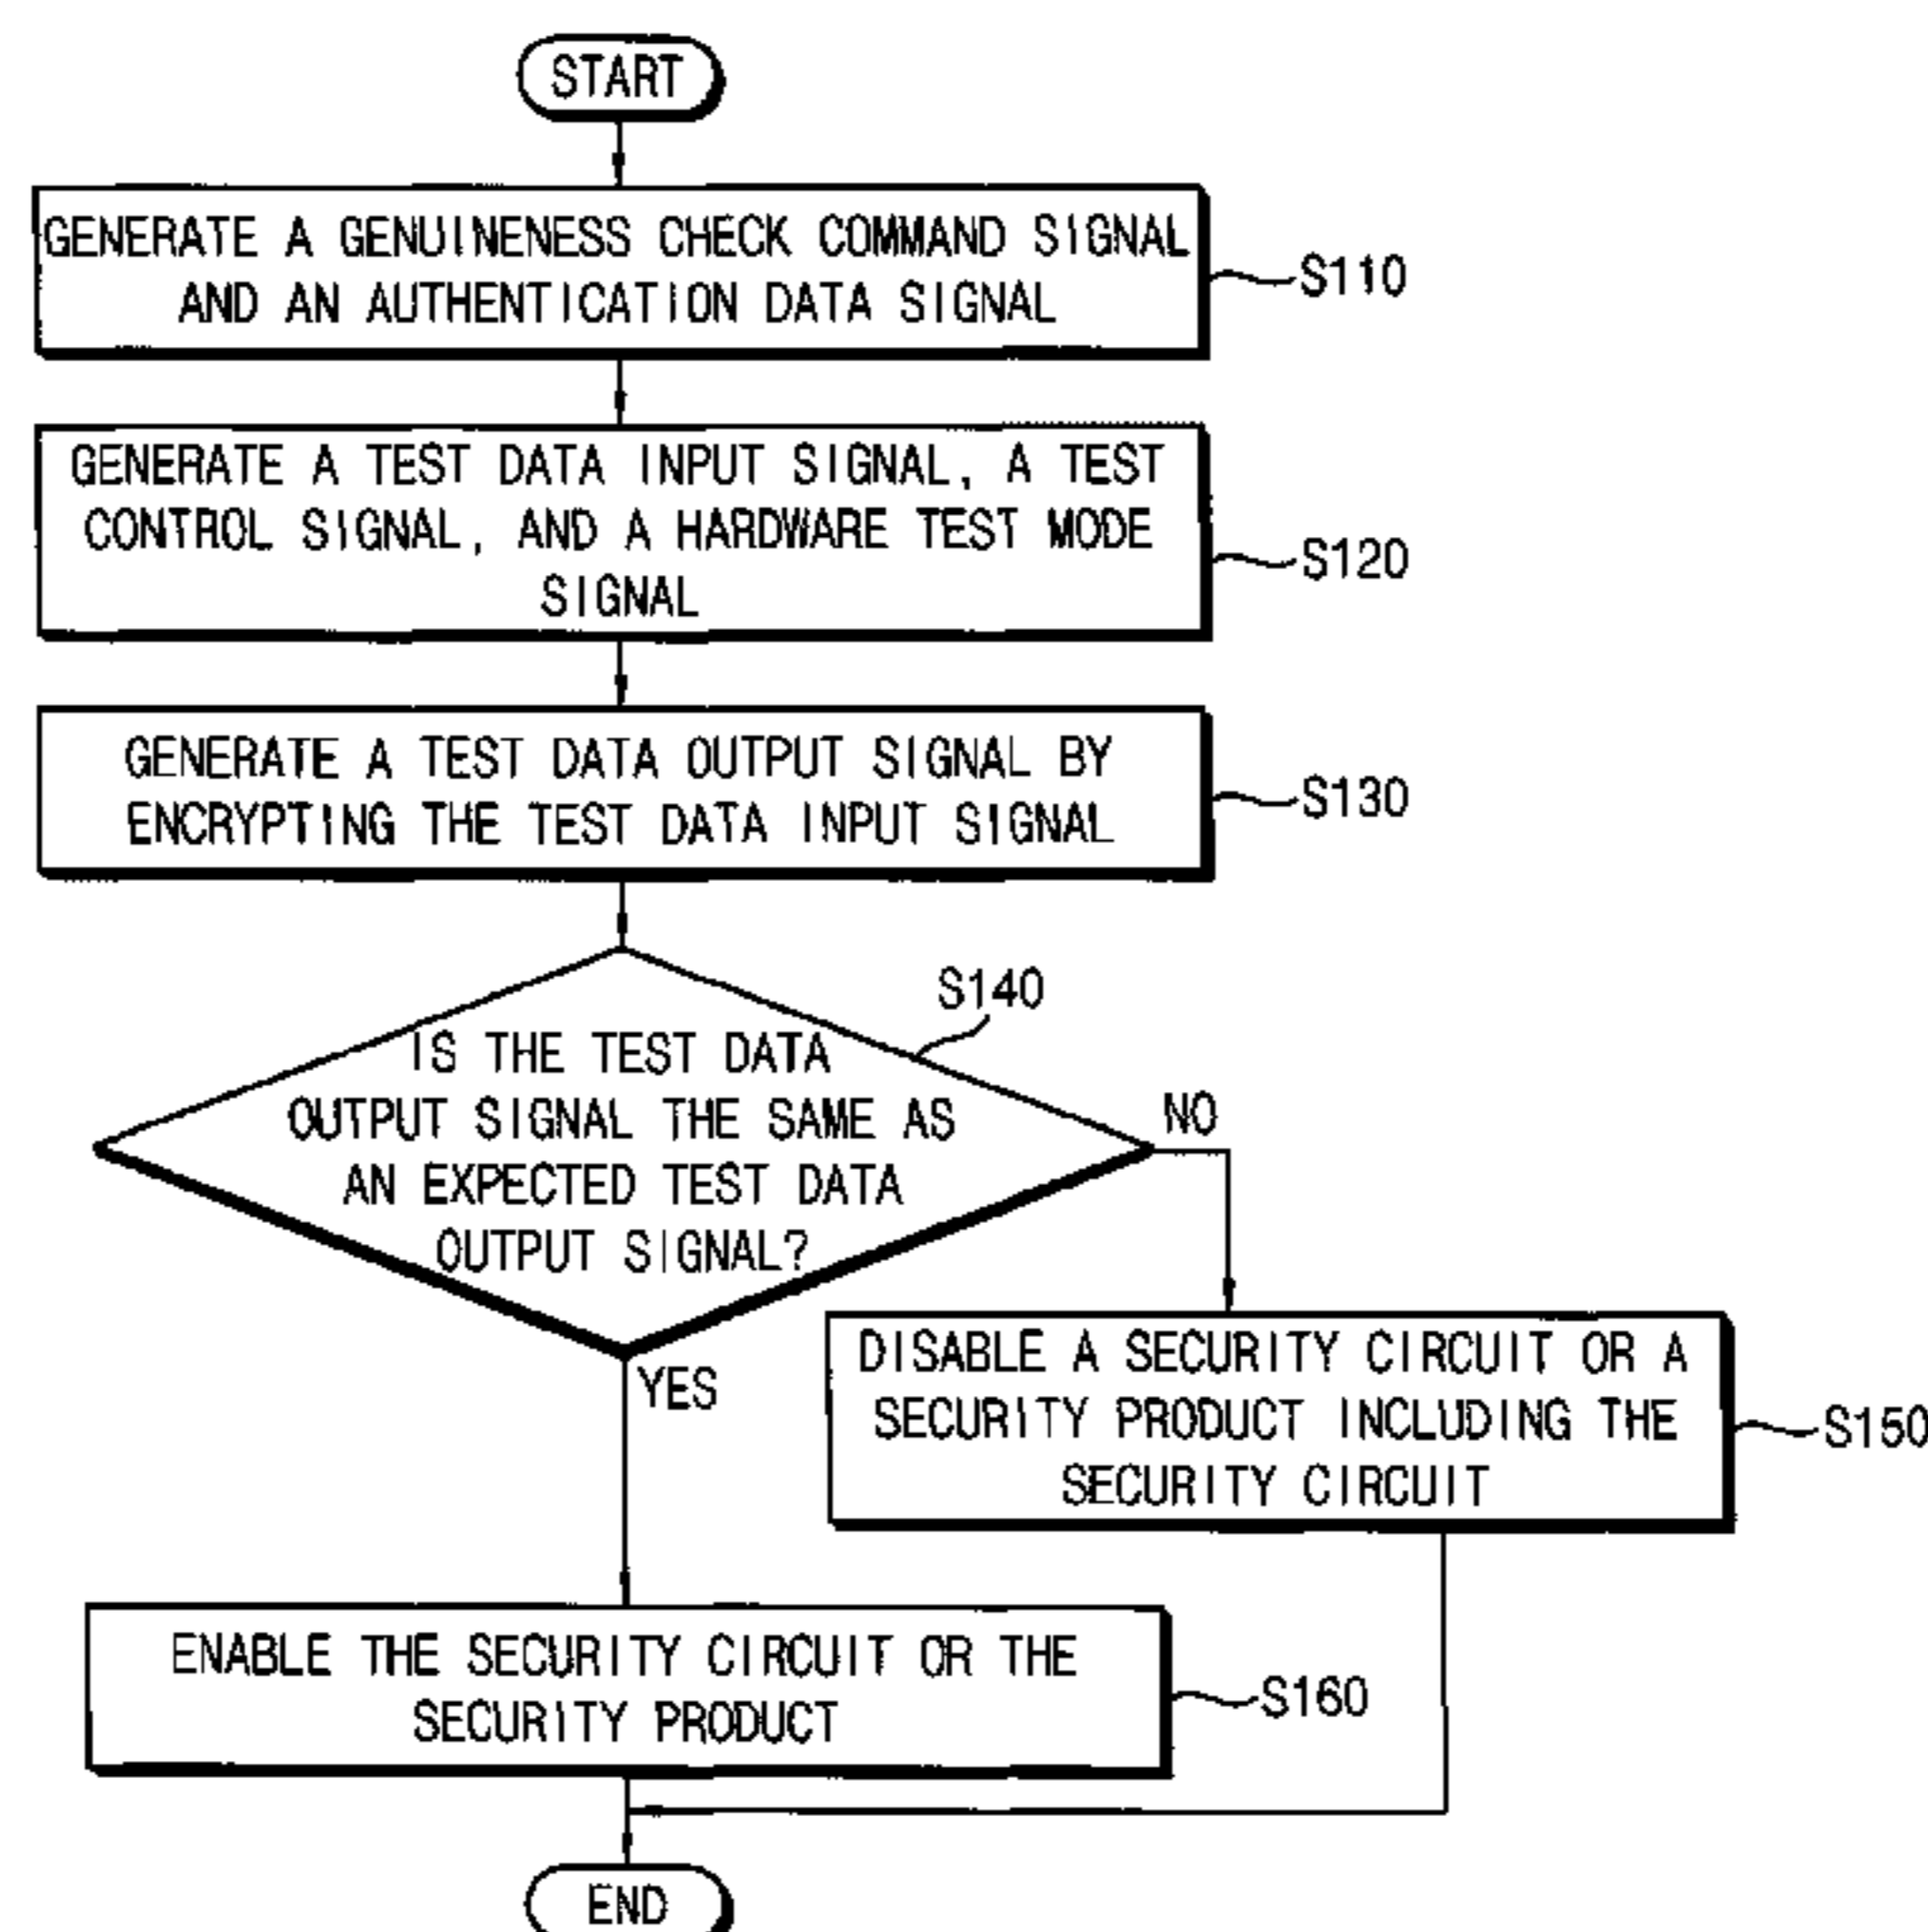 START
GENERATE A GENUINENESS CHECK COMMAND SIGNAL
AND AN AUTHENTICATION DATA SIGNAL
S110
GENERATE A TEST DATA INPUT SIGNAL, A TEST
CONTROL SIGNAL, AND A HARDWARE TEST MODE
SIGNAL
S120
GENERATE A TEST DATA OUTPUT SIGNAL BY
ENCRYPTING THE TEST DATA INPUT SIGNAL
S130
S140
IS THE TEST DATA
OUTPUT SIGNAL THE SAME AS
AN EXPECTED TEST DATA
OUTPUT SIGNAL?
NO
YES
DISABLE A SECURITY CIRCUIT OR A
SECURITY PRODUCT INCLUDING THE
SECURITY CIRCUIT
S150
ENABLE THE SECURITY CIRCUIT OR THE
SECURITY PRODUCT
S160
END